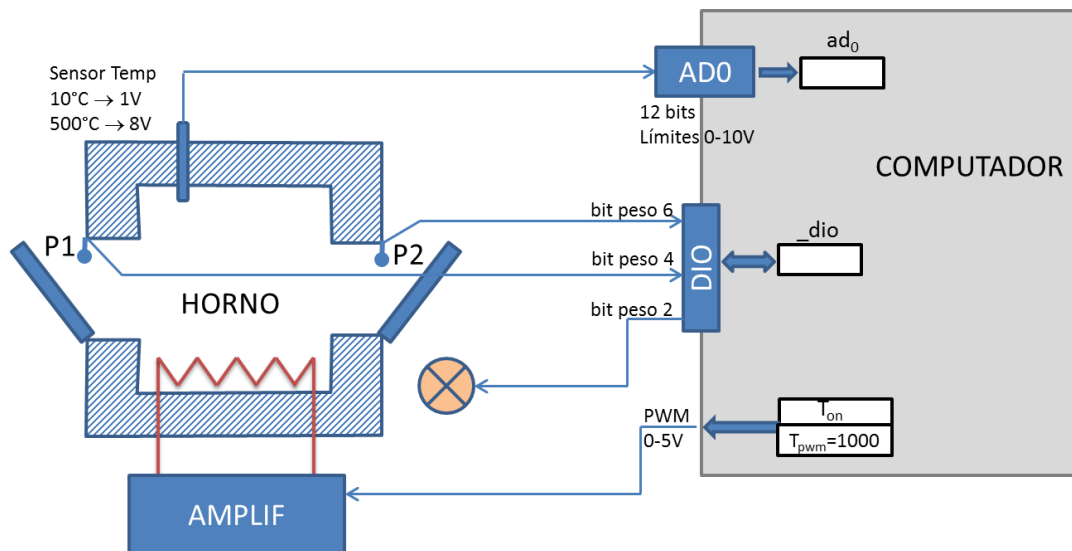 Sensor Temp
10°C → 1V
500°C → 8V
AD0
ad₀
12 bits
Límites 0-10V
COMPUTADOR
bit peso 6
P1
P2
bit peso 4
DIO
_dio
HORNO
bit peso 2
PWM
0-5V
Tₒₙ
Tₚwₘ=1000
AMPLIF